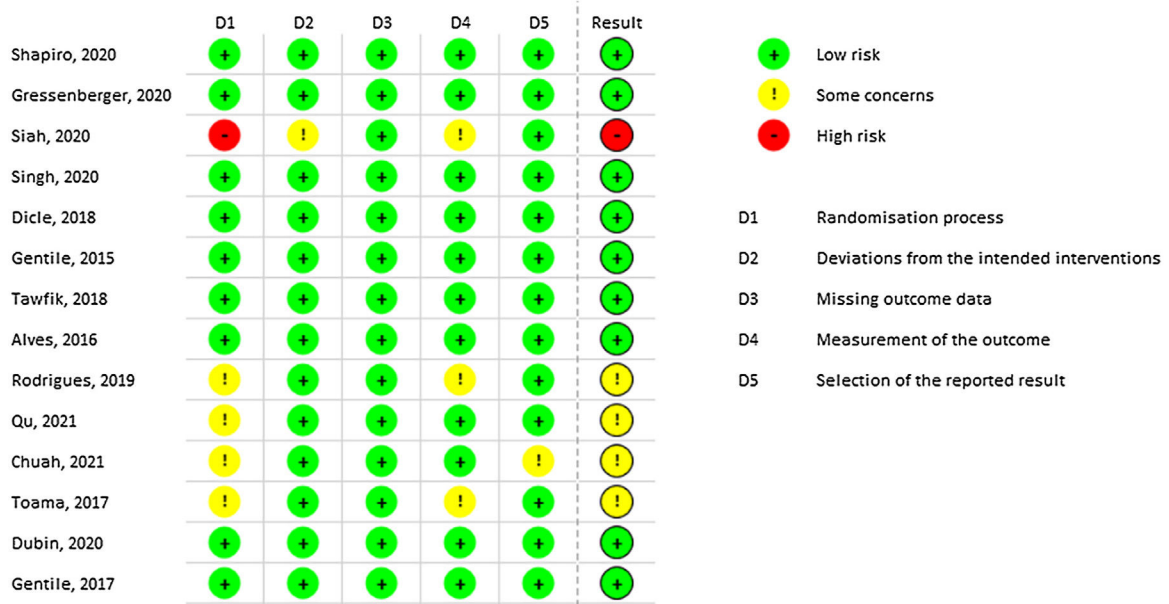 D1 D2 D3 D4 D5 Result
Shapiro, 2020 + + + + + +
Gressenberger, 2020 + + + + + +
Siah, 2020 - ! + ! + -
Singh, 2020 + + + + + +
Dicle, 2018 + + + + + +
Gentile, 2015 + + + + + +
Tawfik, 2018 + + + + + +
Alves, 2016 + + + + + +
Rodrigues, 2019 ! + + ! + !
Qu, 2021 ! + + + + !
Chuah, 2021 ! + + + ! !
Toama, 2017 ! + + ! + !
Dubin, 2020 + + + + + +
Gentile, 2017 + + + + + +
+ Low risk
! Some concerns
- High risk
D1 Randomisation process
D2 Deviations from the intended interventions
D3 Missing outcome data
D4 Measurement of the outcome
D5 Selection of the reported result